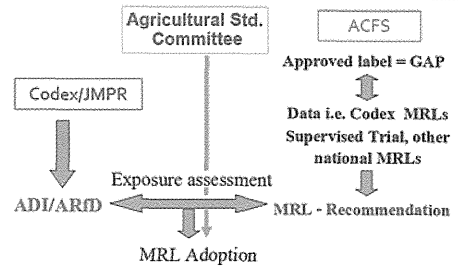 Agricultural Std.
Committee
ACFS
Approved label = GAP
Codex/JMPR
Data i.e. Codex MRLs
Supervised Trial, other
national MRLs
Exposure assessment
ADI/ARfD
MRL - Recommendation
MRL Adoption